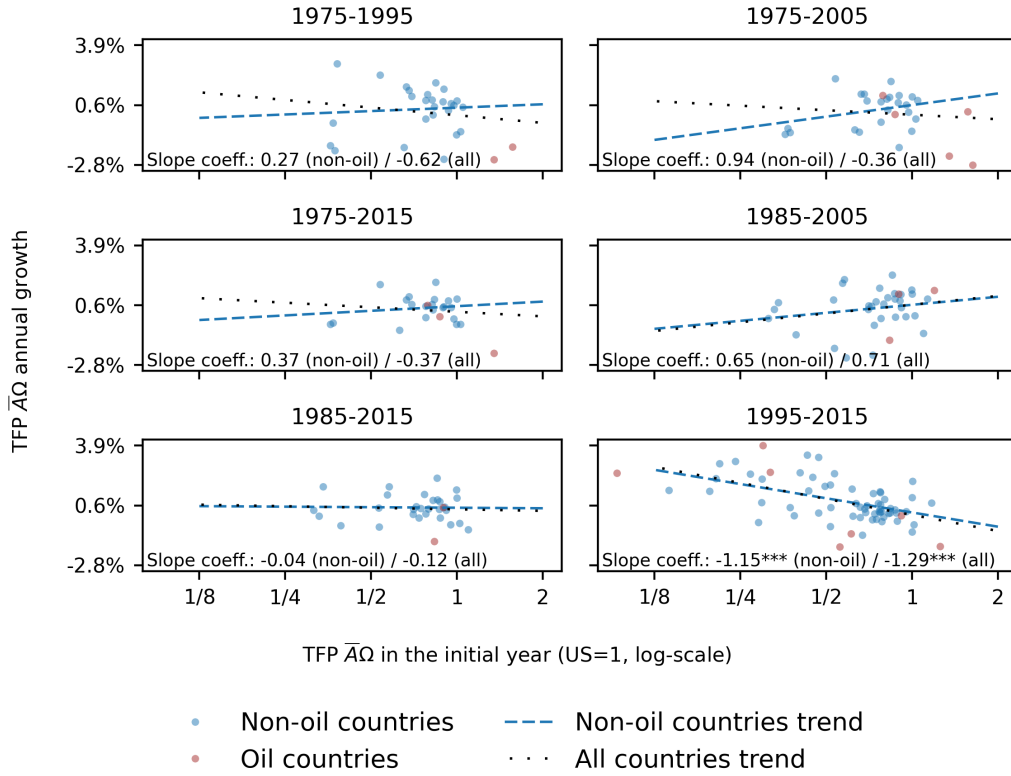 1975-1995
1975-2005
3.9%
0.6%
-2.8%
Slope coeff.: 0.27 (non-oil) / -0.62 (all)
Slope coeff.: 0.94 (non-oil) / -0.36 (all)
1975-2015
1985-2005
3.9%
0.6%
-2.8%
Slope coeff.: 0.37 (non-oil) / -0.37 (all)
Slope coeff.: 0.65 (non-oil) / 0.71 (all)
TFP A̅Ω annual growth
1985-2015
1995-2015
3.9%
0.6%
-2.8%
Slope coeff.: -0.04 (non-oil) / -0.12 (all)
Slope coeff.: -1.15*** (non-oil) / -1.29*** (all)
1/8 1/4 1/2 1 2
1/8 1/4 1/2 1 2
TFP A̅Ω in the initial year (US=1, log-scale)
Non-oil countries
Non-oil countries trend
Oil countries
All countries trend